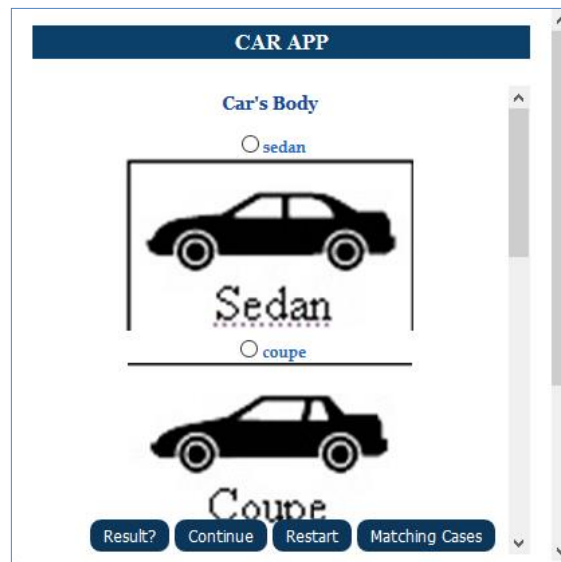 CAR APP
Car's Body
sedan
Sedan
coupe
Coupe
Result? Continue Restart Matching Cases